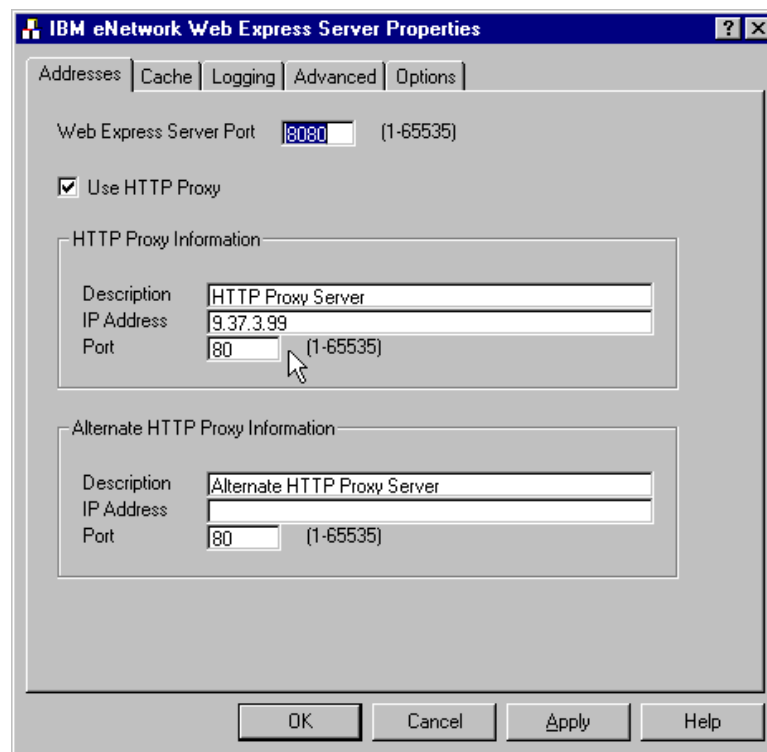 IBM eNetwork Web Express Server Properties
Addresses Cache Logging Advanced Options
Web Express Server Port 8080 (1-65535)
Use HTTP Proxy
HTTP Proxy Information
Description HTTP Proxy Server
IP Address 9.37.3.99
Port 80 (1-65535)
Alternate HTTP Proxy Information
Description Alternate HTTP Proxy Server
IP Address
Port 80 (1-65535)
OK Cancel Apply Help